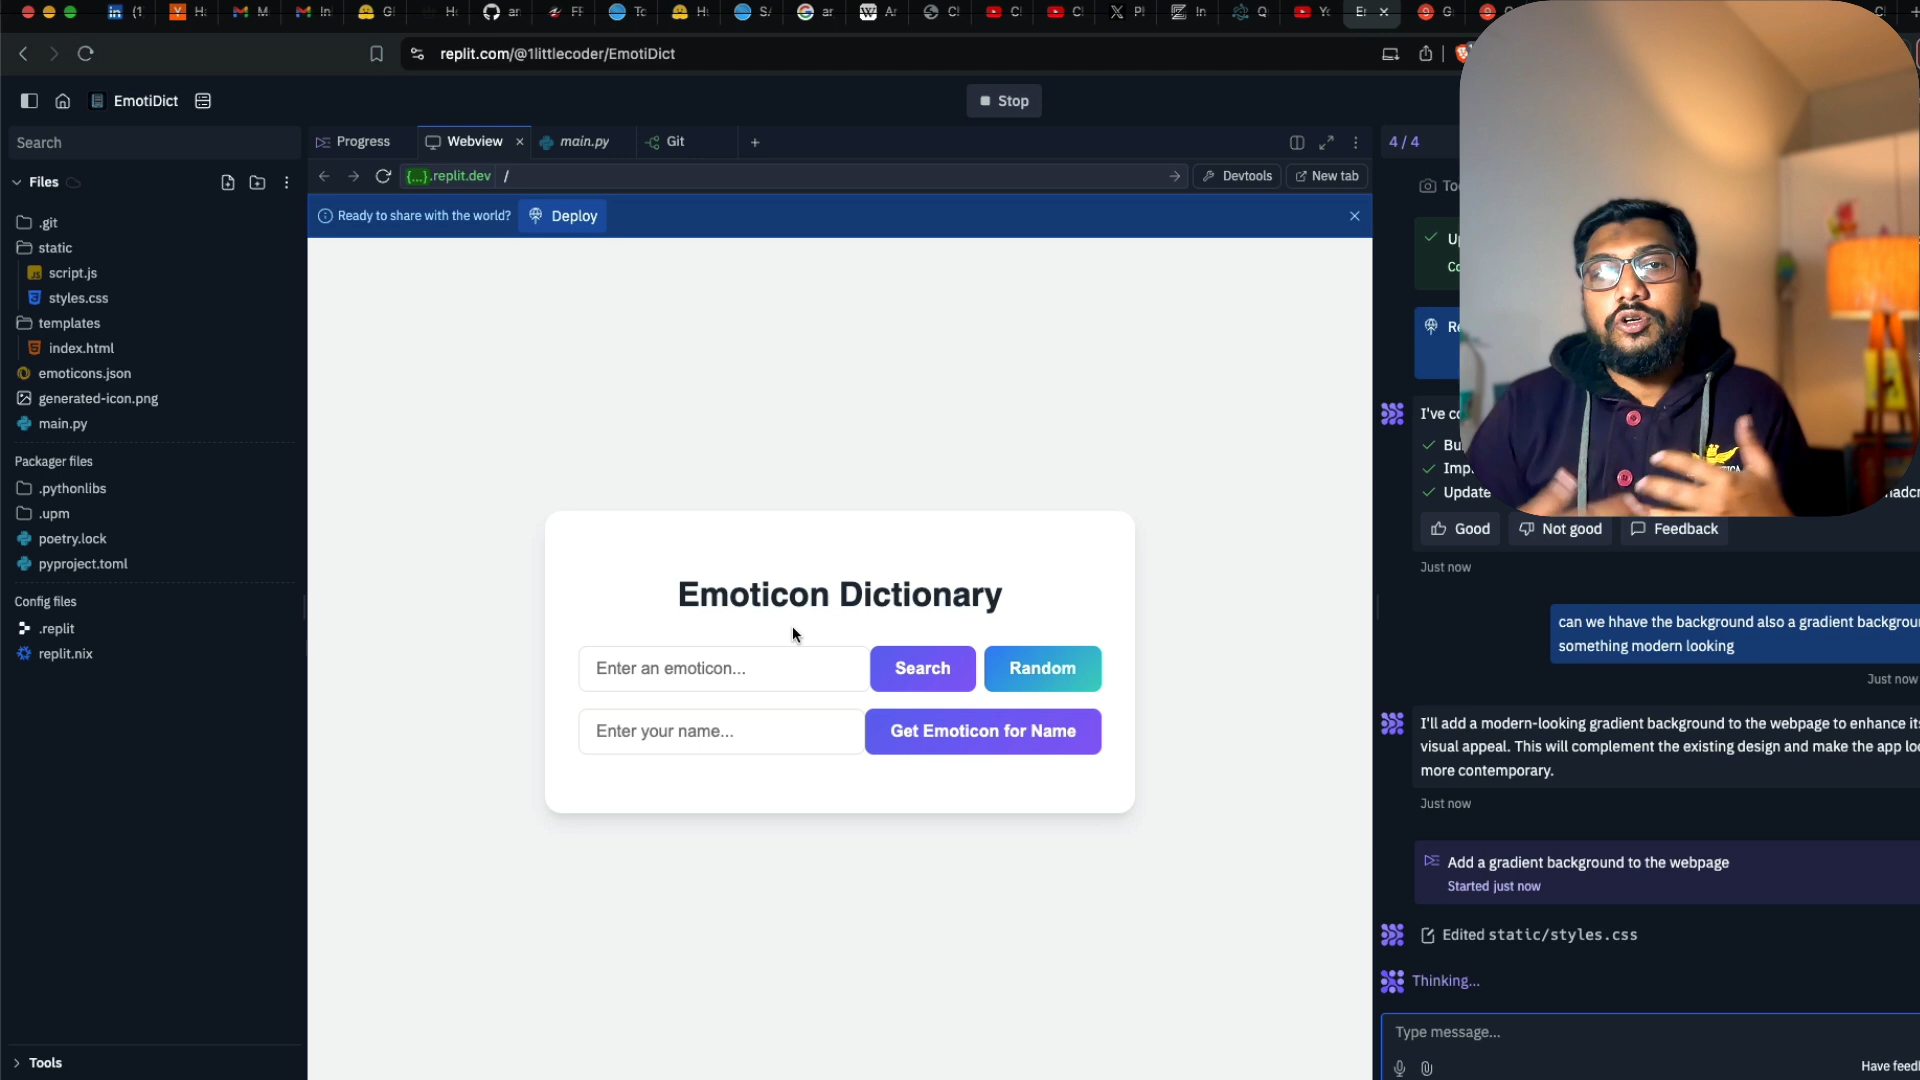 replit.com/@1littlecoder/EmotiDict
EmotiDict
Stop
Search
Progress
Webview
main.py
Git
4 / 4
{...}.replit.dev /
Devtools
New tab
Files
Ready to share with the world?
Deploy
.git
static
script.js
styles.css
templates
index.html
emoticons.json
generated-icon.png
main.py
Packager files
.pythonlibs
.upm
poetry.lock
pyproject.toml
Config files
.replit
replit.nix
Tools
Emoticon Dictionary
Enter an emoticon...
Search
Random
Enter your name...
Get Emoticon for Name
Update
Good
Not good
Feedback
Just now
can we hhave the background also a gradient
something modern looking
Just now
I'll add a modern-looking gradient background to the webpage to enhance
visual appeal. This will complement the existing design and make the app
more contemporary.
Just now
Add a gradient background to the webpage
Started just now
Edited static/styles.css
Thinking...
Type message...
Have